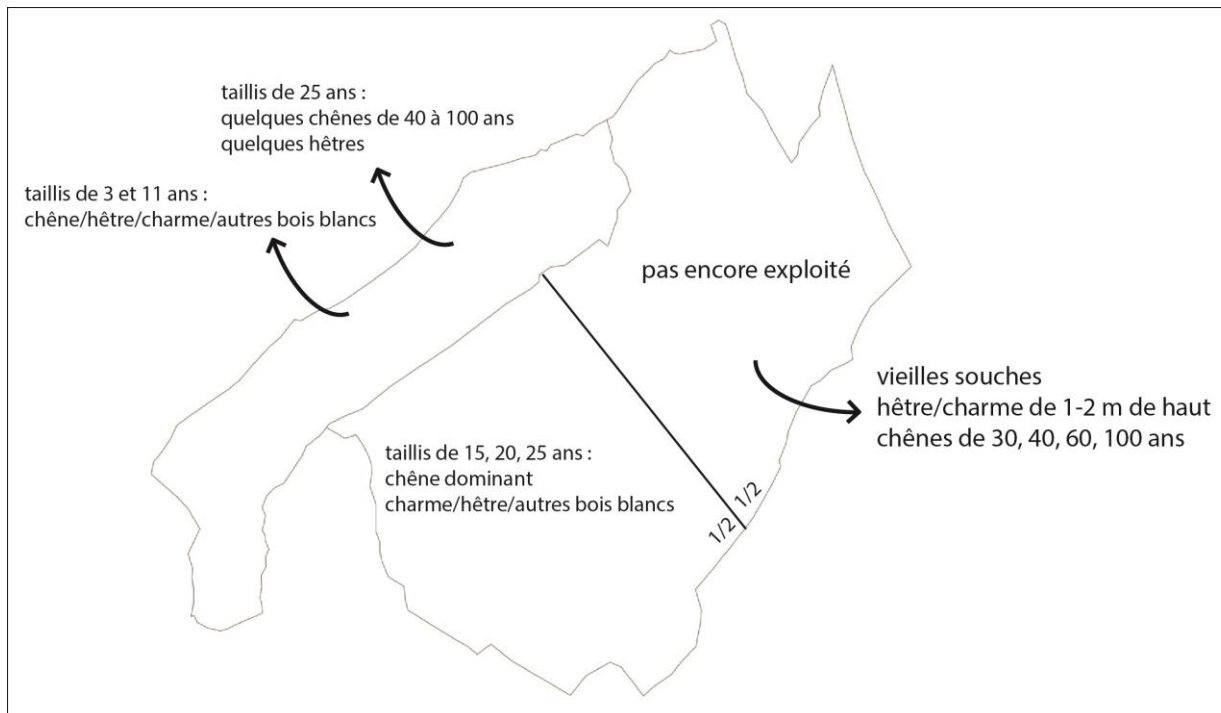 taillis de 25 ans :
quelques chênes de 40 à 100 ans
quelques hêtres
taillis de 3 et 11 ans :
chêne/hêtre/charme/autres bois blancs
pas encore exploité
vieilles souches
hêtre/charme de 1-2 m de haut
chênes de 30, 40, 60, 100 ans
taillis de 15, 20, 25 ans :
chêne dominant
charme/hêtre/autres bois blancs
1/2
1/2